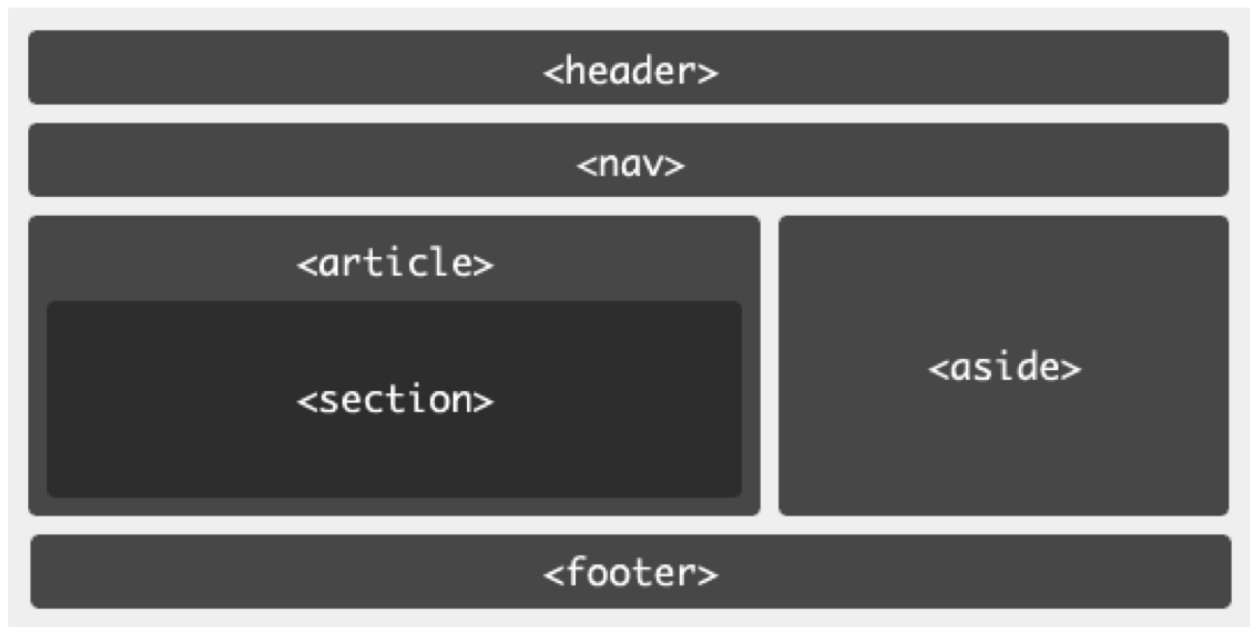 <header>
<nav>
<article>
<section>
<aside>
<footer>